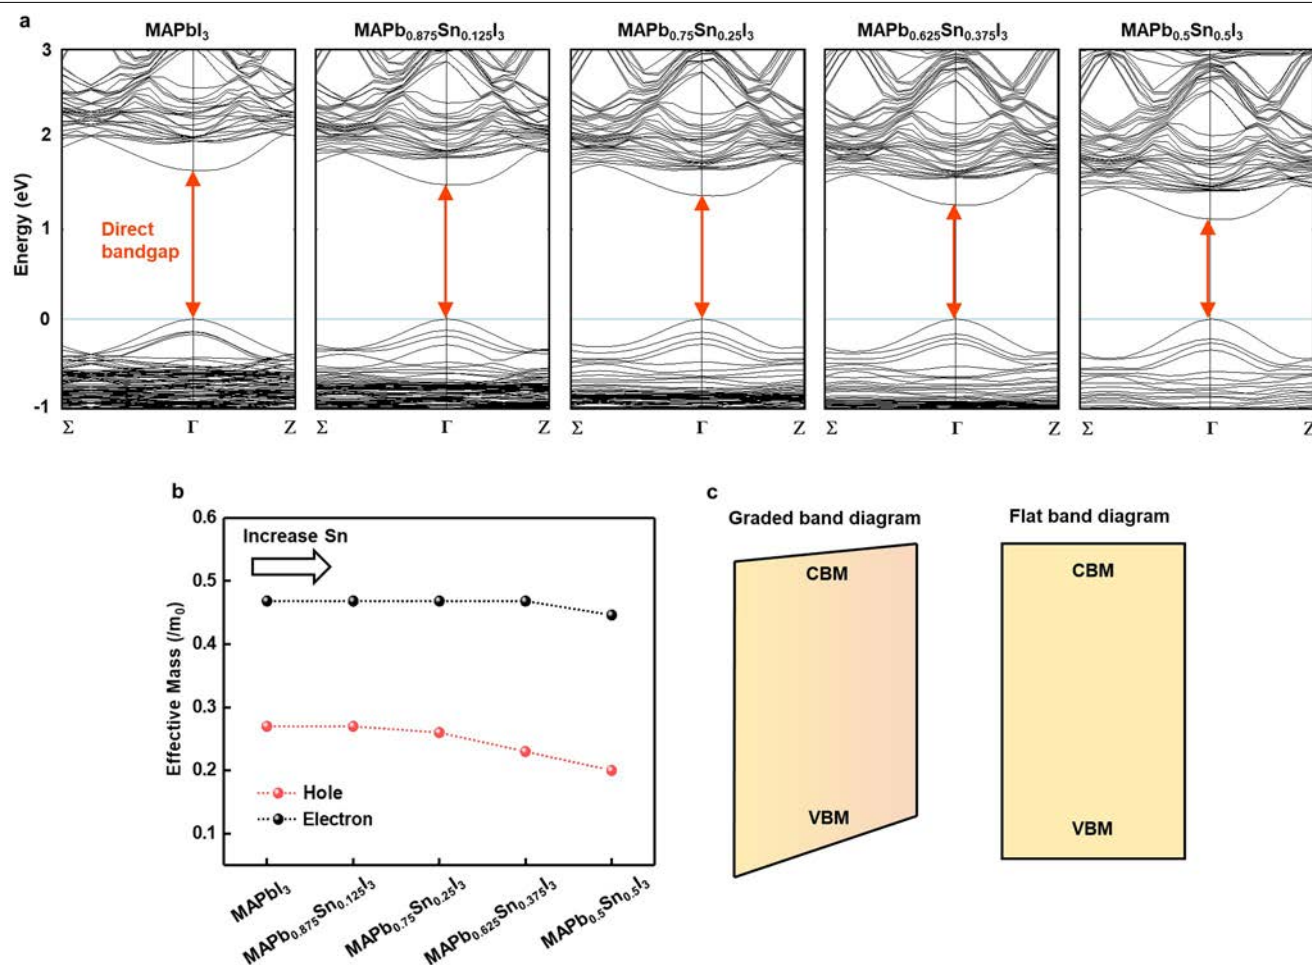 a
MAPbI₃ MAPb₀.₈₇₅Sn₀.₁₂₅I₃ MAPb₀.₇₅Sn₀.₂₅I₃ MAPb₀.₆₂₅Sn₀.₃₇₅I₃ MAPb₀.₅Sn₀.₅I₃
3
2
1
0
-1
Energy (eV)
Direct
bandgap
Σ Γ Z Σ Γ Z Σ Γ Z Σ Γ Z Σ Γ Z
b
0.6
0.5
0.4
0.3
0.2
0.1
Effective Mass (/m₀)
Increase Sn
Hole
Electron
MAPbI₃
MAPb₀.₈₇₅Sn₀.₁₂₅I₃
MAPb₀.₇₅Sn₀.₂₅I₃
MAPb₀.₆₂₅Sn₀.₃₇₅I₃
MAPb₀.₅Sn₀.₅I₃
c
Graded band diagram
CBM
VBM
Flat band diagram
CBM
VBM